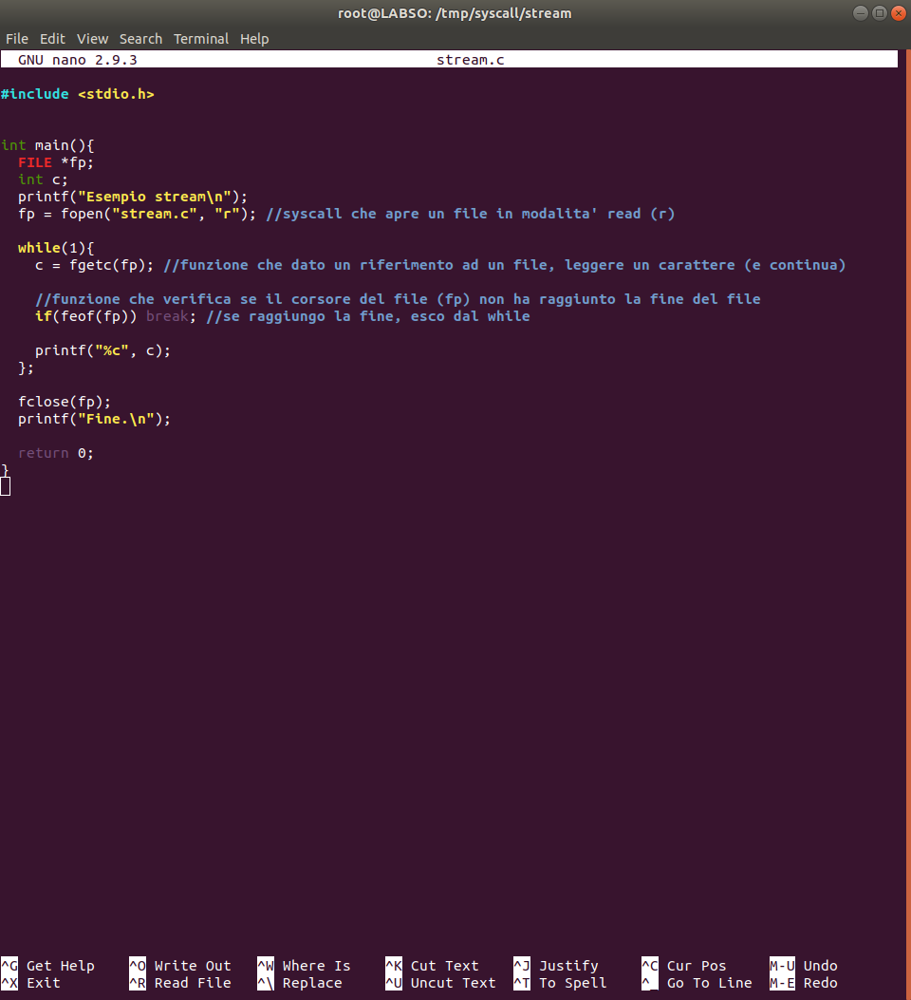 root@LABSO: /tmp/syscall/stream
File Edit View Search Terminal Help
GNU nano 2.9.3 stream.c
#include <stdio.h>
int main(){
  FILE *fp;
  int c;
  printf("Esempio stream\n");
  fp = fopen("stream.c", "r"); //syscall che apre un file in modalita' read (r)
  while(1){
    c = fgetc(fp); //funzione che dato un riferimento ad un file, leggere un carattere (e continua)
    //funzione che verifica se il corsore del file (fp) non ha raggiunto la fine del file
    if(feof(fp)) break; //se raggiungo la fine, esco dal while
    printf("%c", c);
  };
  fclose(fp);
  printf("Fine.\n");
  return 0;
}
^G Get Help ^O Write Out ^W Where Is ^K Cut Text ^J Justify ^C Cur Pos M-U Undo
^X Exit ^R Read File ^\ Replace ^U Uncut Text ^T To Spell ^_ Go To Line M-E Redo